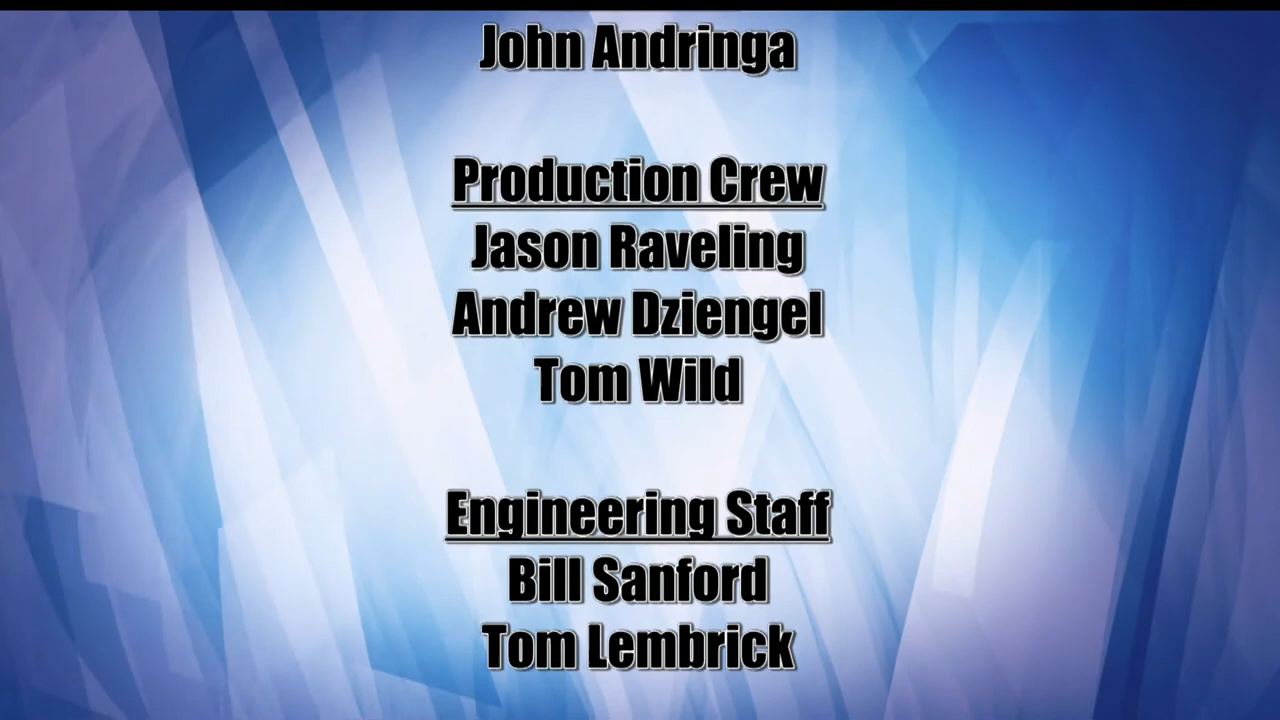 John Andringa
Production Crew
Jason Raveling
Andrew Dziengel
Tom Wild
Engineering Staff
Bill Sanford
Tom Lembrick